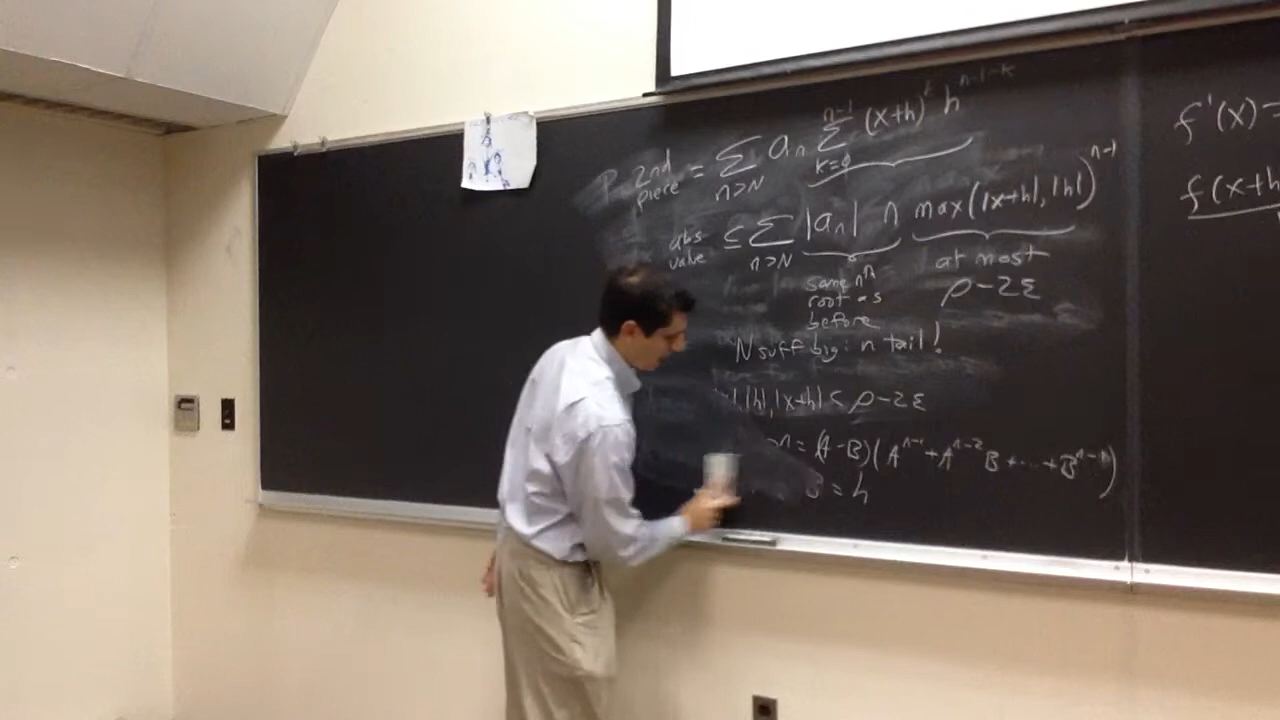 2nd piece = ∑_{n>N} a_n ∑_{k=0}^{n-1} (x+h)^k h^{n-1-k}
abs value ≤ ∑_{n>N} |a_n| n max(|x+h|, |h|)^{n-1}
same nth root as before
at most ρ-2ε
N suff big: n tail!
|h|, |x+h| < ρ-2ε
= (A-B)(A^{n-1} + A^{n-2}B + ... + B^{n-1})
= h
f'(x) =
f(x+h